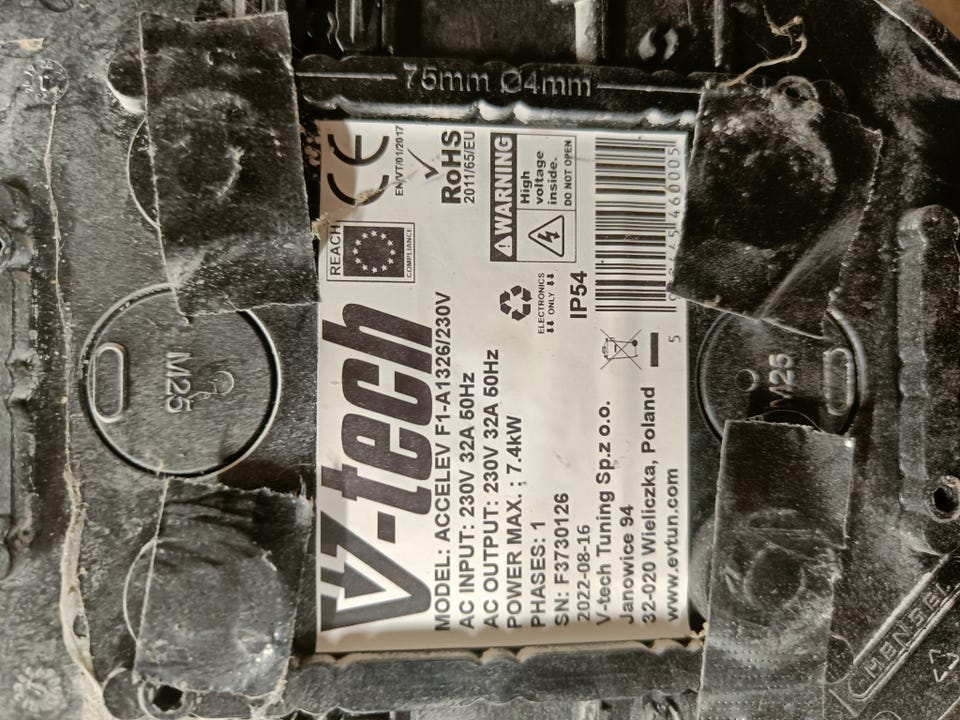 75mm Ø4mm
V-tech
MODEL: ACCELEV F1-A1326/230V
AC INPUT: 230V 32A 50Hz
AC OUTPUT: 230V 32A 50Hz
POWER MAX. : 7.4kW
PHASES: 1
SN: F3730126
2022-08-16
V-tech Tuning Sp.z o.o.
Janowice 94
32-020 Wieliczka, Poland
www.evtun.com
REACH
COMPLIANCE
CE
EN/VT/01/2017
RoHS
2011/65/EU
WARNING
High
voltage
inside.
DO NOT OPEN
ELECTRONICS
ONLY
IP54
M25
M25
HENSEL